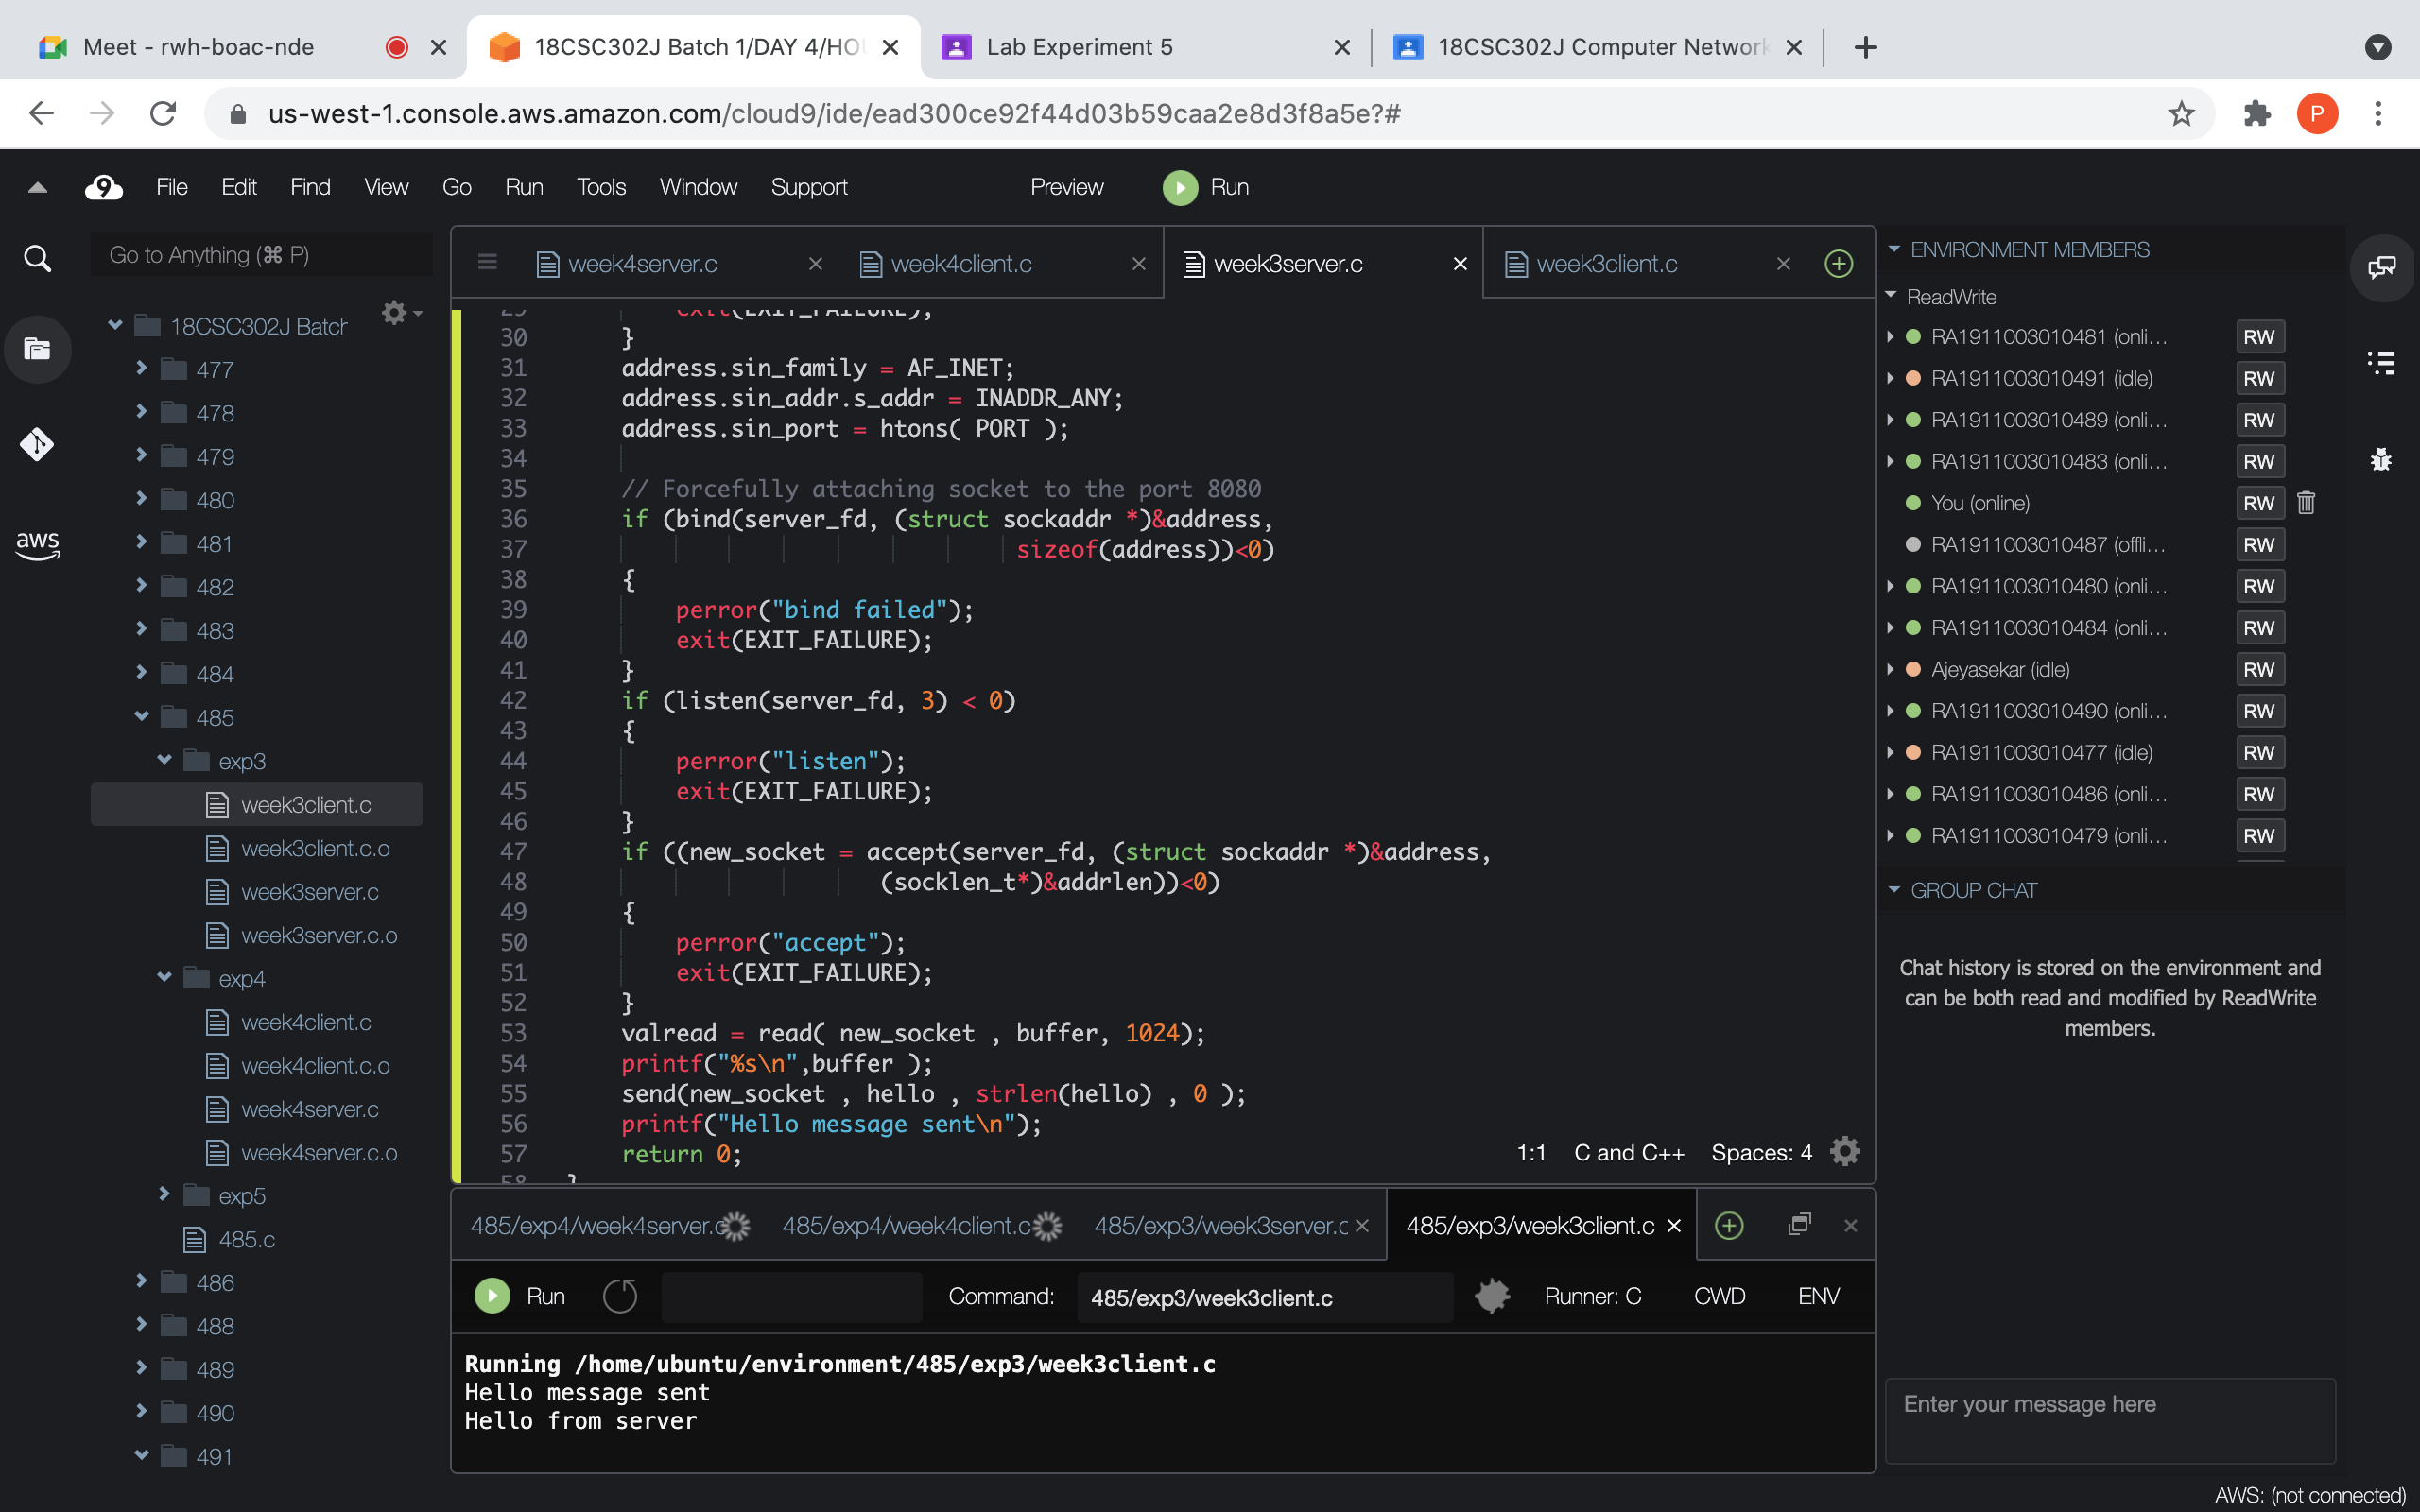 Meet - rwh-boac-nde
18CSC302J Batch 1/DAY 4/HO
Lab Experiment 5
18CSC302J Computer Network
us-west-1.console.aws.amazon.com/cloud9/ide/ead300ce92f44d03b59caa2e8d3f8a5e?#
P
9 File Edit Find View Go Run Tools Window Support Preview Run
Go to Anything (⌘ P)
aws
18CSC302J Batch
477
478
479
480
481
482
483
484
485
exp3
week3client.c
week3client.c.o
week3server.c
week3server.c.o
exp4
week4client.c
week4client.c.o
week4server.c
week4server.c.o
exp5
485.c
486
488
489
490
491
week4server.c week4client.c week3server.c week3client.c
29 exit(EXIT_FAILURE);
30 }
31 address.sin_family = AF_INET;
32 address.sin_addr.s_addr = INADDR_ANY;
33 address.sin_port = htons( PORT );
34
35 // Forcefully attaching socket to the port 8080
36 if (bind(server_fd, (struct sockaddr *)&address,
37 sizeof(address))<0)
38 {
39 perror("bind failed");
40 exit(EXIT_FAILURE);
41 }
42 if (listen(server_fd, 3) < 0)
43 {
44 perror("listen");
45 exit(EXIT_FAILURE);
46 }
47 if ((new_socket = accept(server_fd, (struct sockaddr *)&address,
48 (socklen_t*)&addrlen))<0)
49 {
50 perror("accept");
51 exit(EXIT_FAILURE);
52 }
53 valread = read( new_socket , buffer, 1024);
54 printf("%s\n",buffer );
55 send(new_socket , hello , strlen(hello) , 0 );
56 printf("Hello message sent\n");
57 return 0;
58 }
1:1 C and C++ Spaces: 4
485/exp4/week4server.c 485/exp4/week4client.c 485/exp3/week3server.c 485/exp3/week3client.c
Run Command: 485/exp3/week3client.c Runner: C CWD ENV
Running /home/ubuntu/environment/485/exp3/week3client.c
Hello message sent
Hello from server
ENVIRONMENT MEMBERS
ReadWrite
RA1911003010481 (onli... RW
RA1911003010491 (idle) RW
RA1911003010489 (onli... RW
RA1911003010483 (onli... RW
You (online) RW
RA1911003010487 (offli... RW
RA1911003010480 (onli... RW
RA1911003010484 (onli... RW
Ajeyasekar (idle) RW
RA1911003010490 (onli... RW
RA1911003010477 (idle) RW
RA1911003010486 (onli... RW
RA1911003010479 (onli... RW
GROUP CHAT
Chat history is stored on the environment and
can be both read and modified by ReadWrite
members.
Enter your message here
AWS: (not connected)